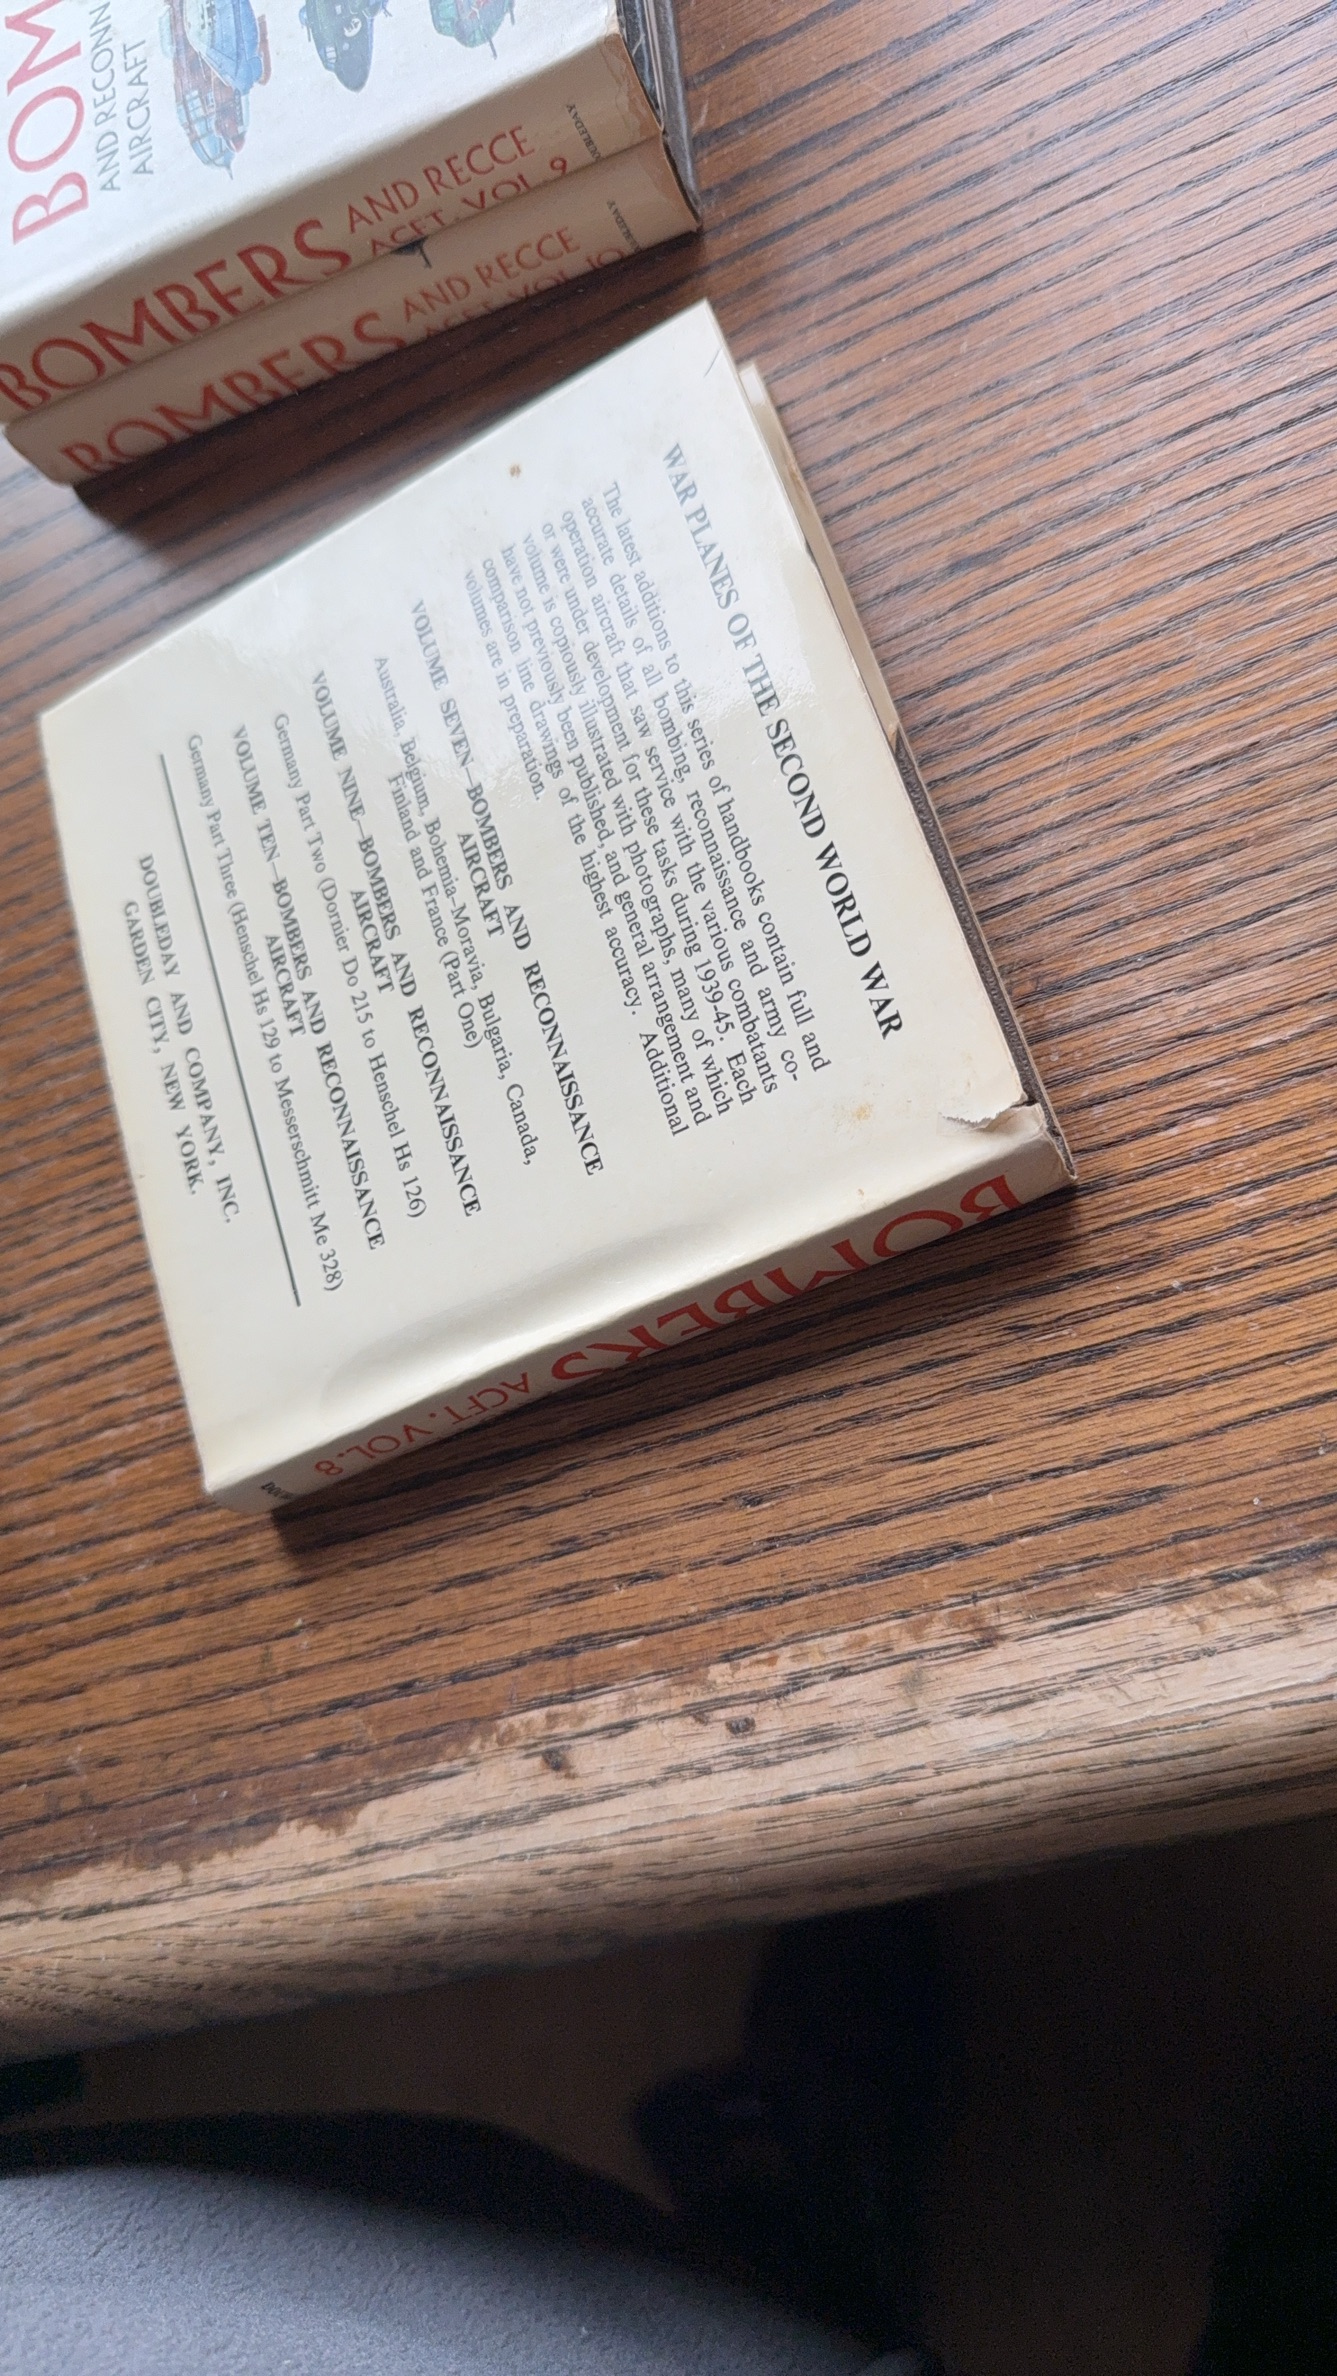 BOM
AND RECONN
AIRCRAFT
BOMBERS AND RECCE
ACFT. VOL. 9
OUBLEDAY
BOMBERS AND RECCE
ACFT. VOL. 10
WAR PLANES OF THE SECOND WORLD WAR
The latest additions to this series of handbooks contain full and
accurate details of all bombing, reconnaissance and army co-
operation aircraft that saw service with the various combatants
or were under development for these tasks during 1939-45. Each
volume is copiously illustrated with photographs, many of which
have not previously been published, and general arrangement and
comparison line drawings of the highest accuracy. Additional
volumes are in preparation.
VOLUME SEVEN—BOMBERS AND RECONNAISSANCE
AIRCRAFT
Australia, Belgium, Bohemia-Moravia, Bulgaria, Canada,
Finland and France (Part One)
VOLUME NINE—BOMBERS AND RECONNAISSANCE
AIRCRAFT
Germany Part Two (Dornier Do 215 to Henschel Hs 126)
VOLUME TEN—BOMBERS AND RECONNAISSANCE
AIRCRAFT
Germany Part Three (Henschel Hs 129 to Messerschmitt Me 328)
DOUBLEDAY AND COMPANY, INC.
GARDEN CITY, NEW YORK.
BOMBERS ACFT. VOL. 8